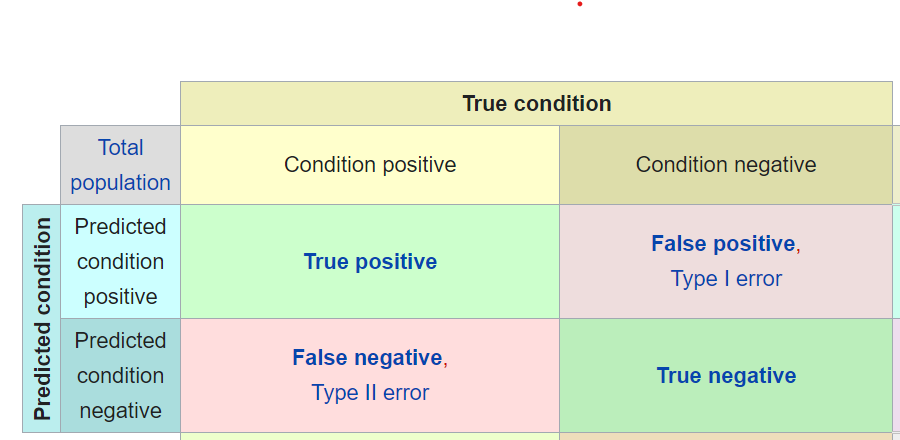 True condition
Total
population
Condition positive
Condition negative
Predicted condition
Predicted
condition
positive
True positive
False positive,
Type I error
Predicted
condition
negative
False negative,
Type II error
True negative